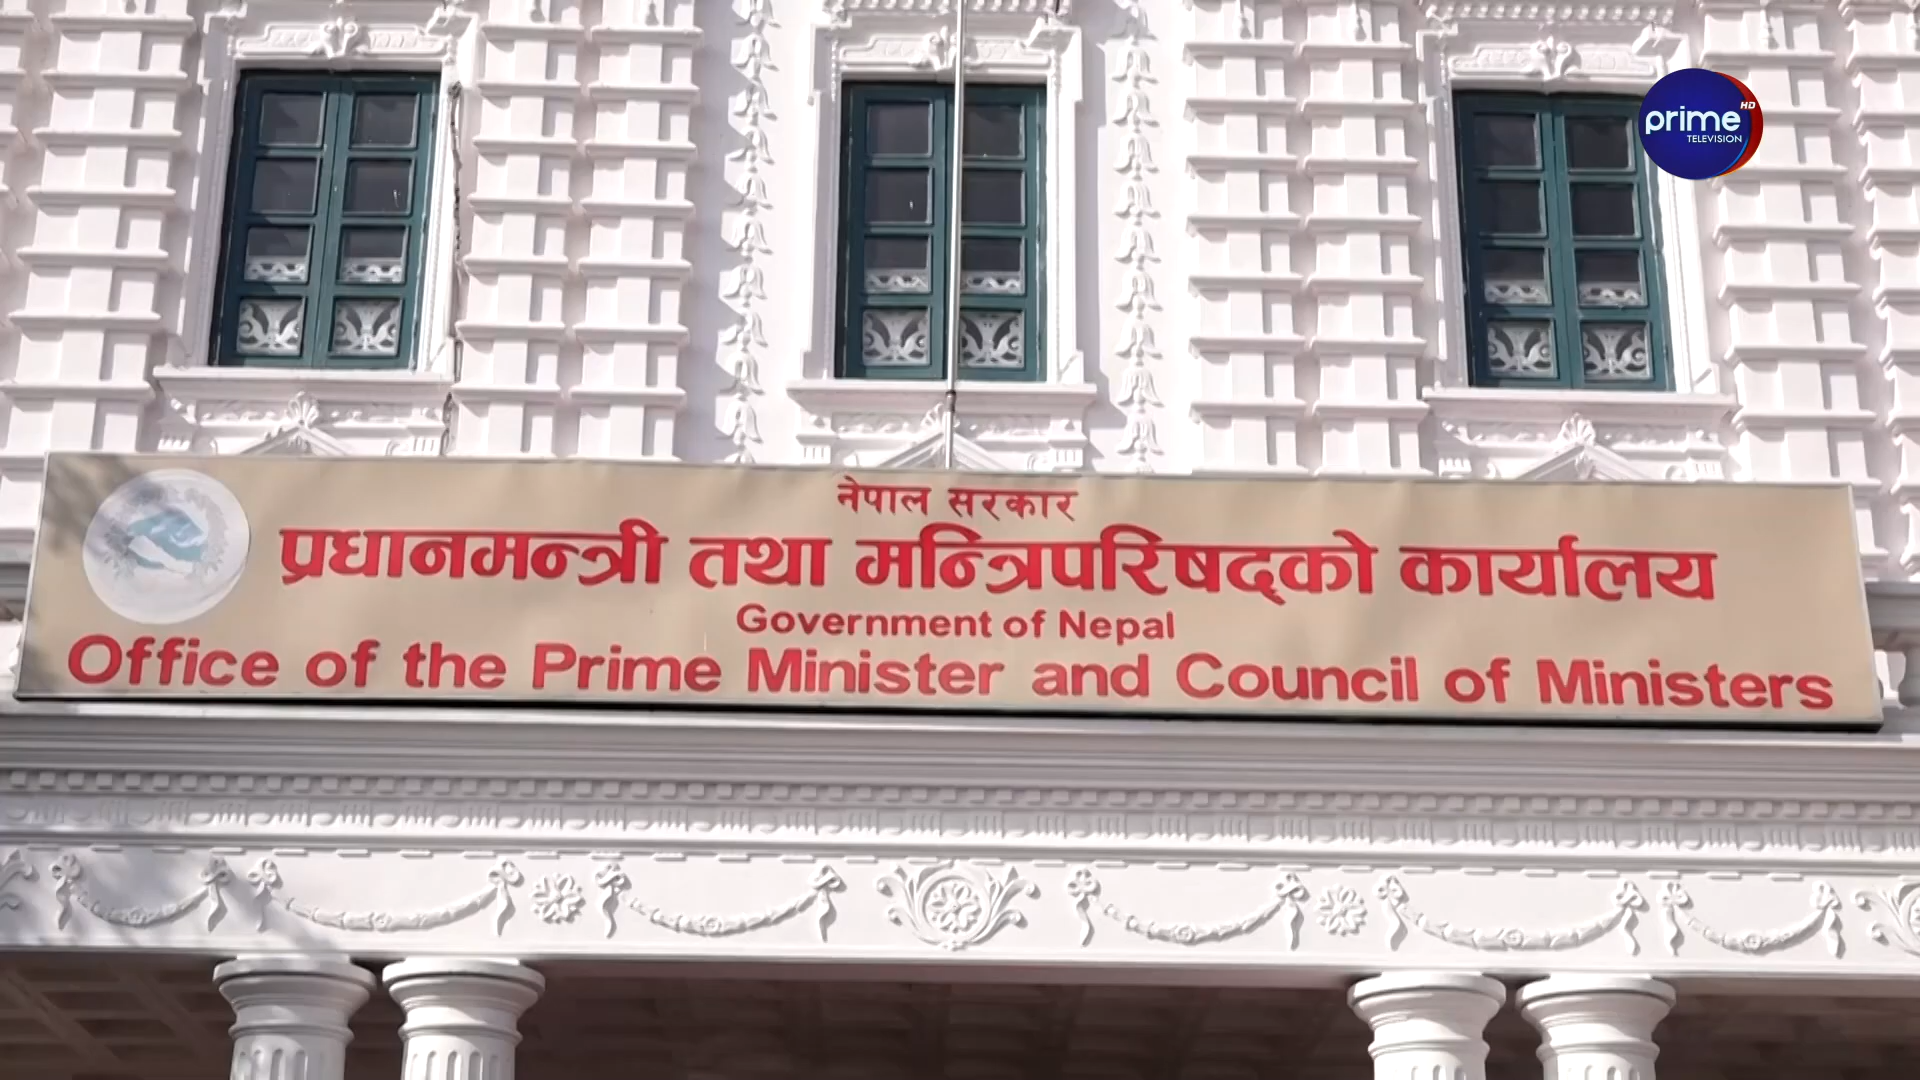 prime HD
TELEVISION
नेपाल सरकार
प्रधानमन्त्री तथा मन्त्रिपरिषद्को कार्यालय
Government of Nepal
Office of the Prime Minister and Council of Ministers